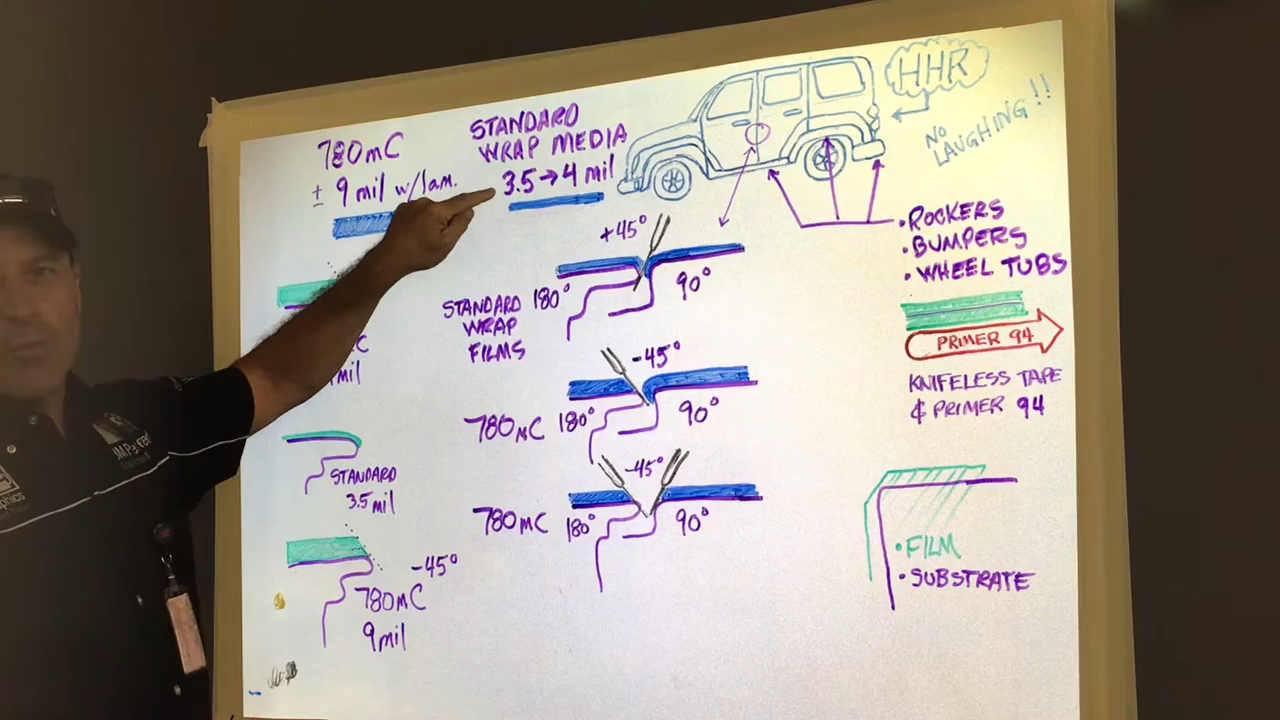 780mC
± 9 mil w/lam.
STANDARD
WRAP MEDIA
3.5→4 mil
HHR
NO
LAUGHING!!
• ROCKERS
• BUMPERS
• WHEEL TUBS
PRIMER 94
KNIFELESS TAPE
& PRIMER 94
+45°
180°
90°
STANDARD
WRAP
FILMS
-45°
780mC
180°
90°
-45°
780mC
180°
90°
STANDARD
3.5 mil
-45°
780mC
9mil
• FILM
• SUBSTRATE